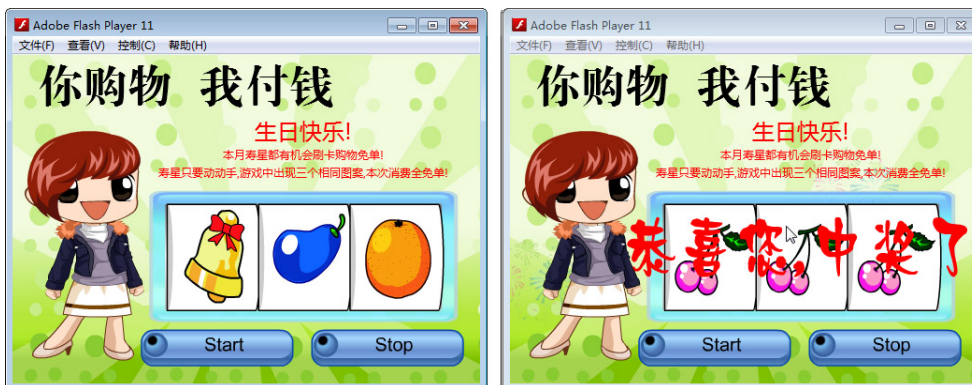 Adobe Flash Player 11
文件(F) 查看(V) 控制(C) 帮助(H)
你购物 我付钱
生日快乐!
本月寿星都有机会刷卡购物免单!
寿星只要动动手,游戏中出现三个相同图案,本次消费全免单!
Start Stop
Adobe Flash Player 11
文件(F) 查看(V) 控制(C) 帮助(H)
你购物 我付钱
生日快乐!
本月寿星都有机会刷卡购物免单!
寿星只要动动手,游戏中出现三个相同图案,本次消费全免单!
恭喜您,中奖了
Start Stop